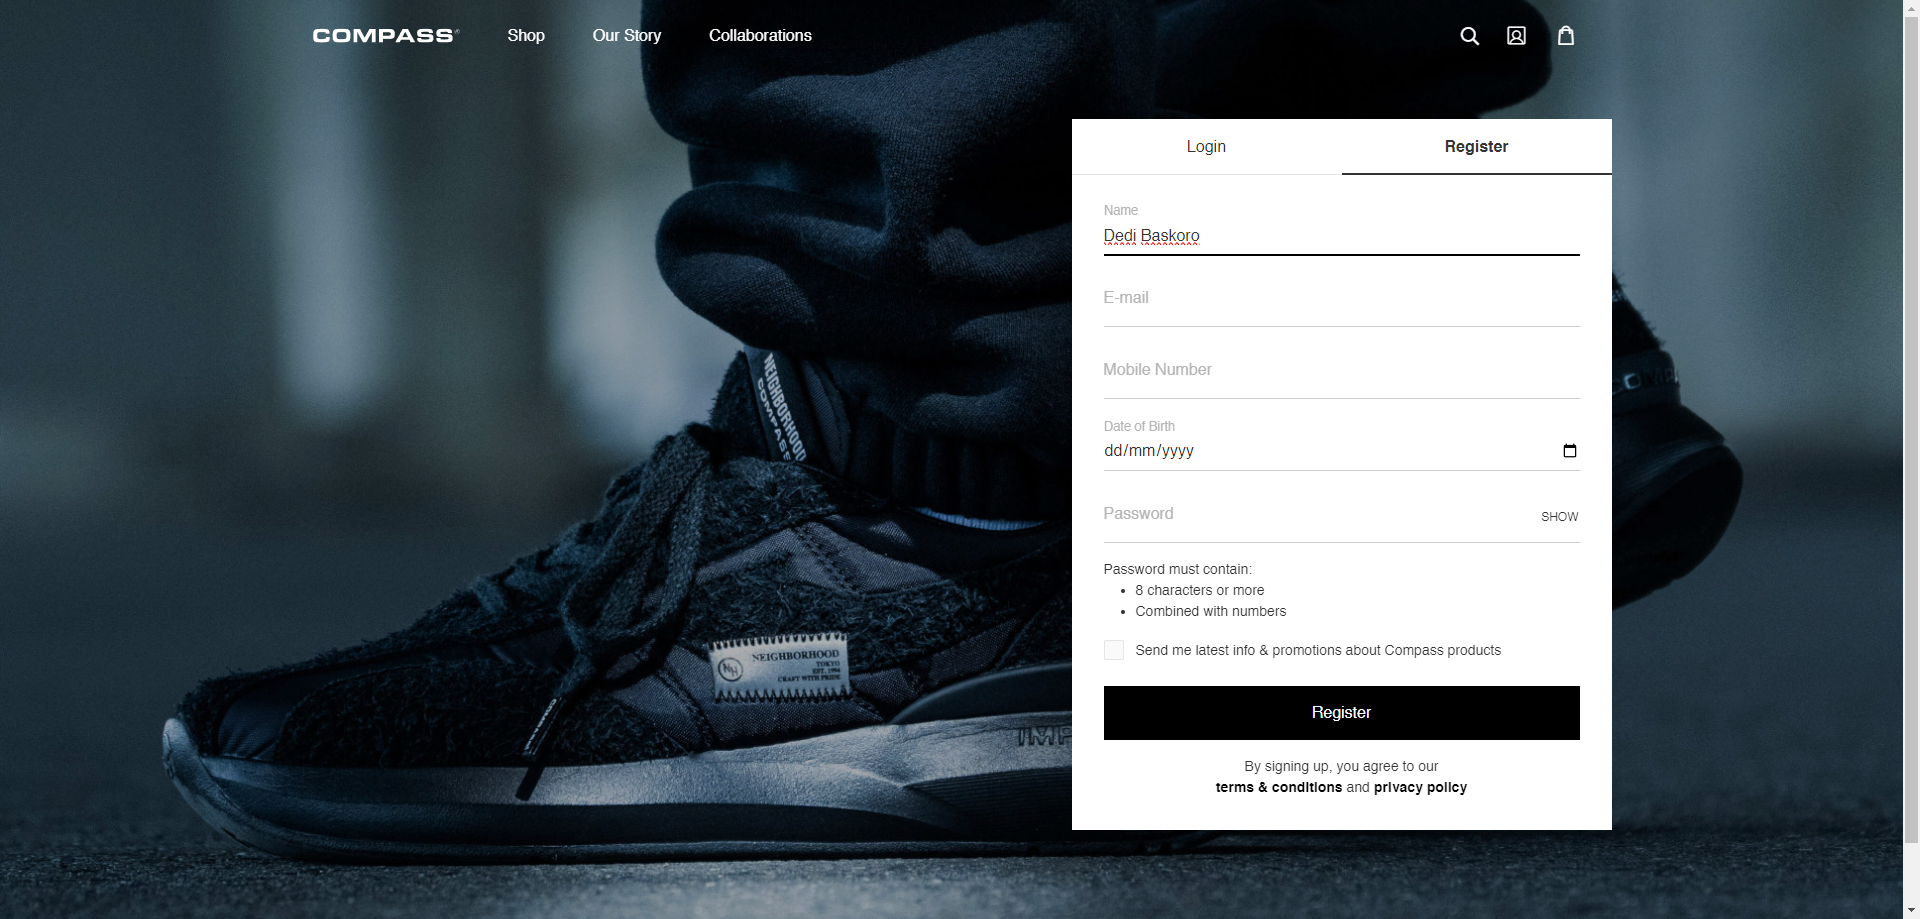 COMPASS
Shop
Our Story
Collaborations
Login
Register
Name
Dedi Baskoro
E-mail
Mobile Number
Date of Birth
dd/mm/yyyy
Password
SHOW
Password must contain:
• 8 characters or more
• Combined with numbers
Send me latest info & promotions about Compass products
Register
By signing up, you agree to our
terms & conditions and privacy policy
NEIGHBORHOOD
COMPASS
NEIGHBORHOOD
TOKYO
EST. 1994
CRAFT WITH PRIDE